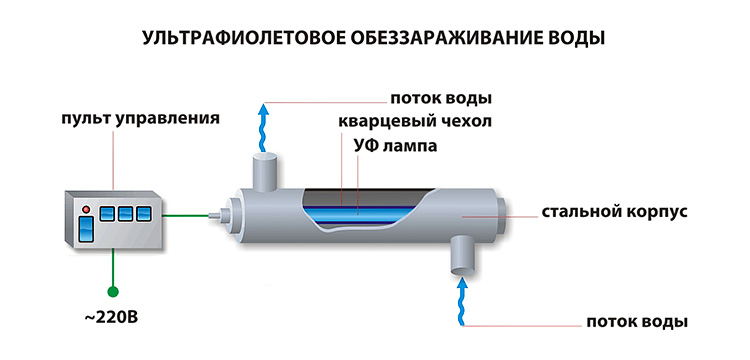 УЛЬТРАФИОЛЕТОВОЕ ОБЕЗЗАРАЖИВАНИЕ ВОДЫ
поток воды
пульт управления
кварцевый чехол
УФ лампа
стальной корпус
~220В
поток воды